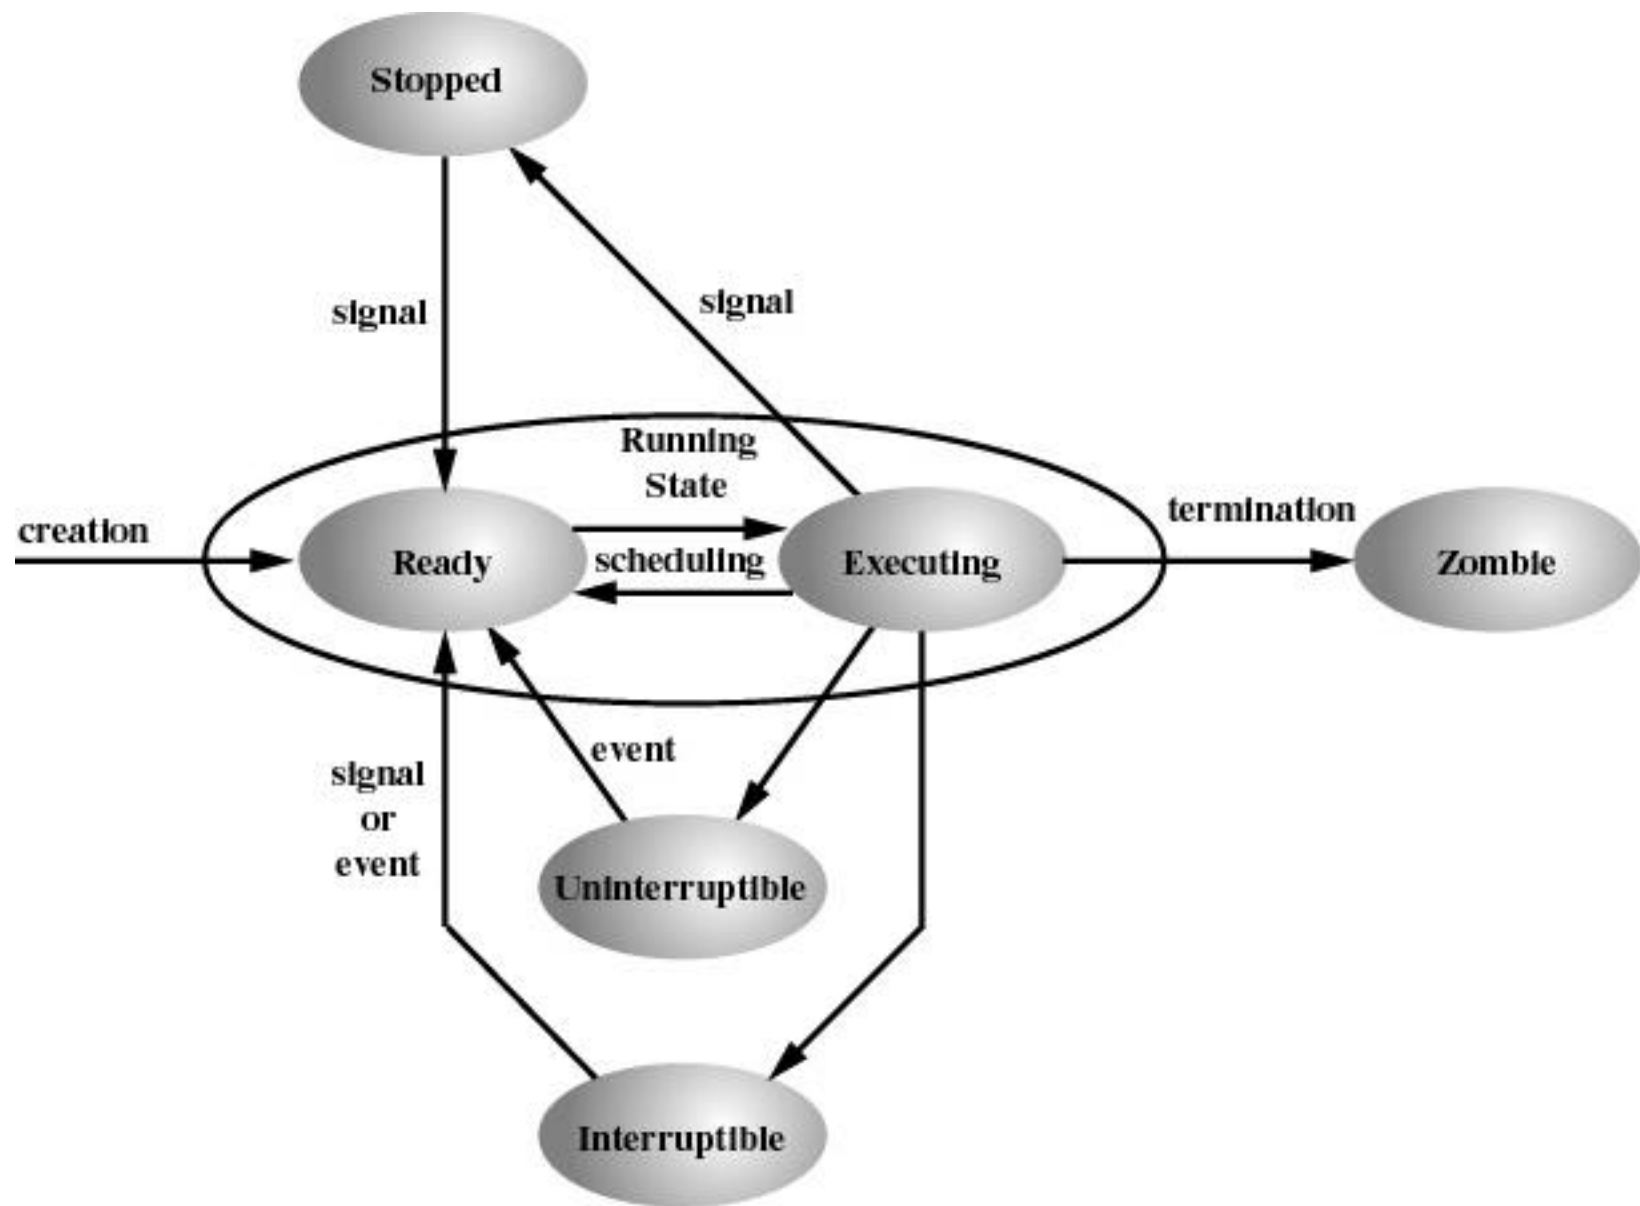 Stopped
signal
signal
Running
State
creation
termination
Ready
scheduling
Executing
Zombie
event
signal
or
event
Uninterruptible
Interruptible